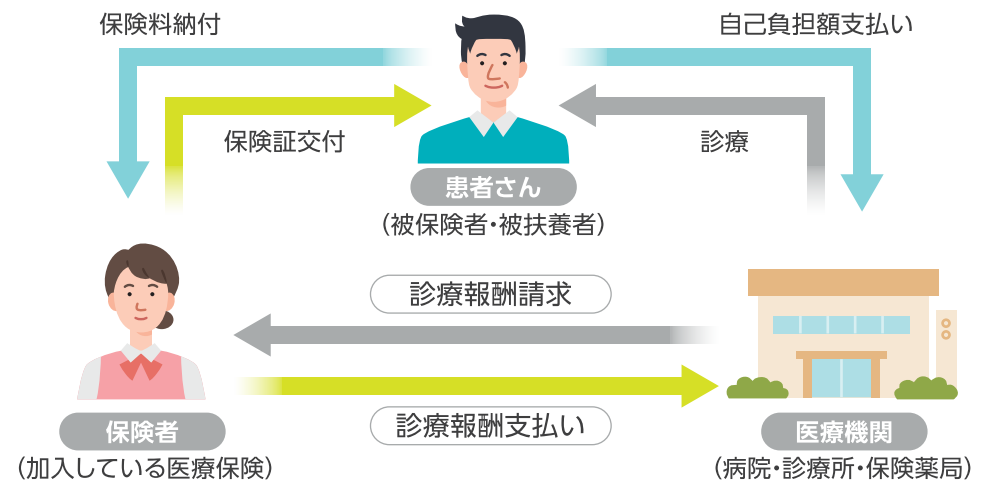 保険料納付
自己負担額支払い
保険証交付
診療
患者さん
（被保険者・被扶養者）
診療報酬請求
診療報酬支払い
保険者
（加入している医療保険）
医療機関
（病院・診療所・保険薬局）